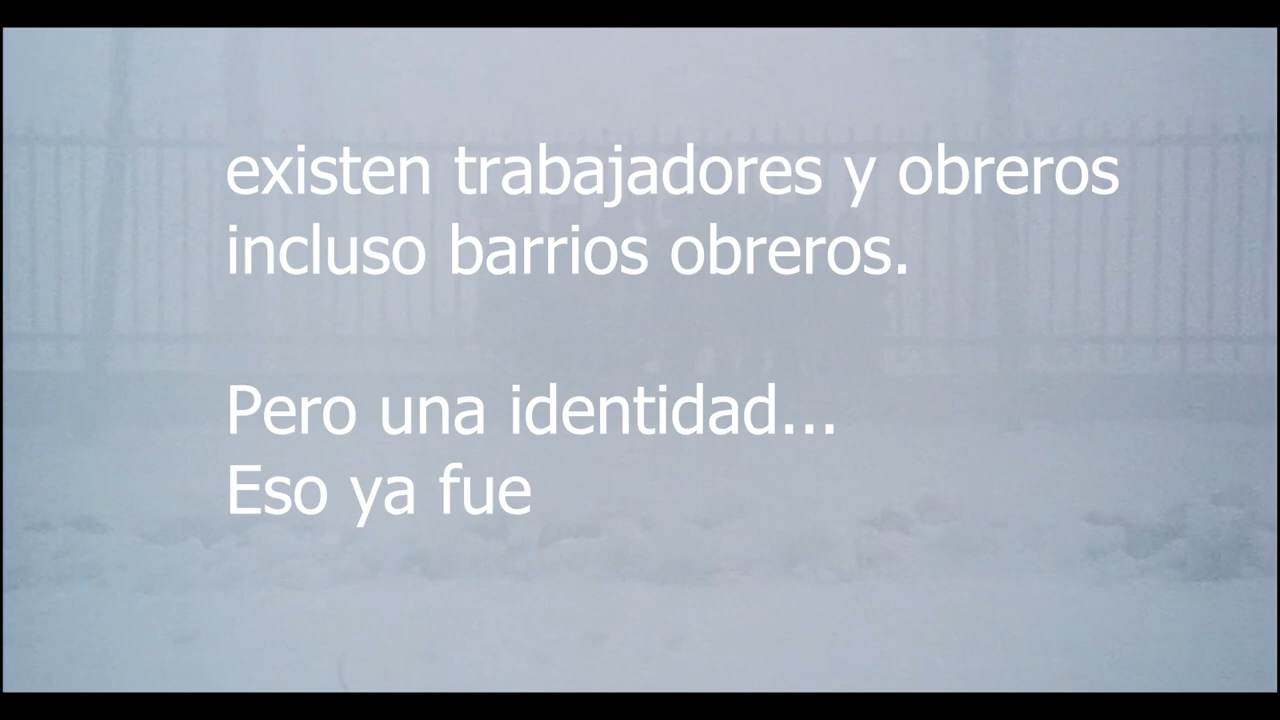 existen trabajadores y obreros
incluso barrios obreros.
Pero una identidad...
Eso ya fue